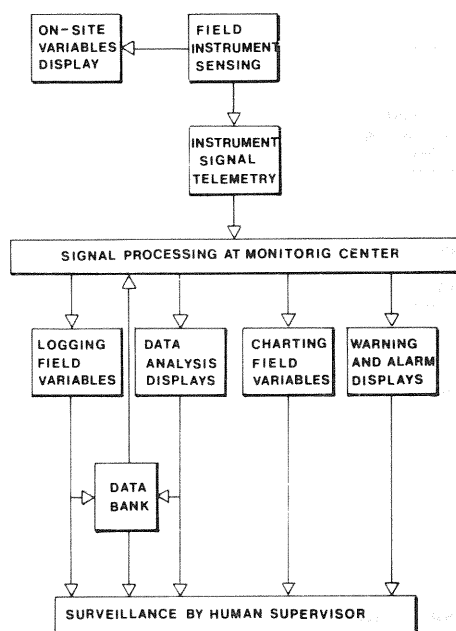 ON-SITE
VARIABLES
DISPLAY
FIELD
INSTRUMENT
SENSING
INSTRUMENT
SIGNAL
TELEMETRY
SIGNAL PROCESSING AT MONITORIG CENTER
LOGGING
FIELD
VARIABLES
DATA
ANALYSIS
DISPLAYS
CHARTING
FIELD
VARIABLES
WARNING
AND ALARM
DISPLAYS
DATA
BANK
SURVEILLANCE BY HUMAN SUPERVISOR